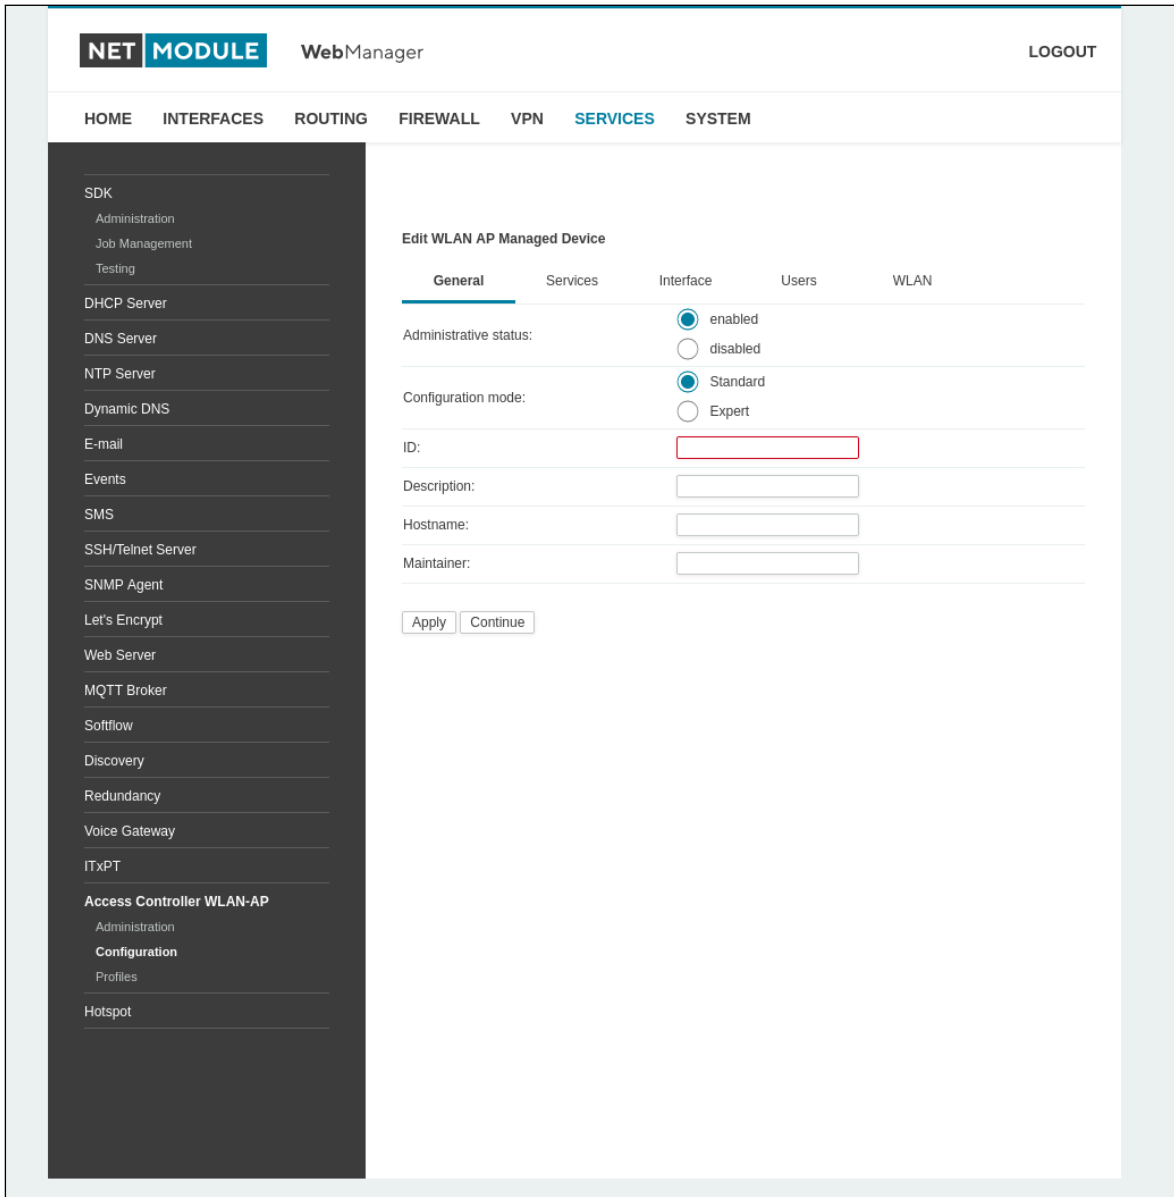 NET MODULE WebManager LOGOUT
HOME INTERFACES ROUTING FIREWALL VPN SERVICES SYSTEM
SDK
Administration
Job Management
Testing
DHCP Server
DNS Server
NTP Server
Dynamic DNS
E-mail
Events
SMS
SSH/Telnet Server
SNMP Agent
Let's Encrypt
Web Server
MQTT Broker
Softflow
Discovery
Redundancy
Voice Gateway
ITxPT
Access Controller WLAN-AP
Administration
Configuration
Profiles
Hotspot
Edit WLAN AP Managed Device
General Services Interface Users WLAN
Administrative status:
enabled
disabled
Configuration mode:
Standard
Expert
ID:
Description:
Hostname:
Maintainer:
Apply Continue